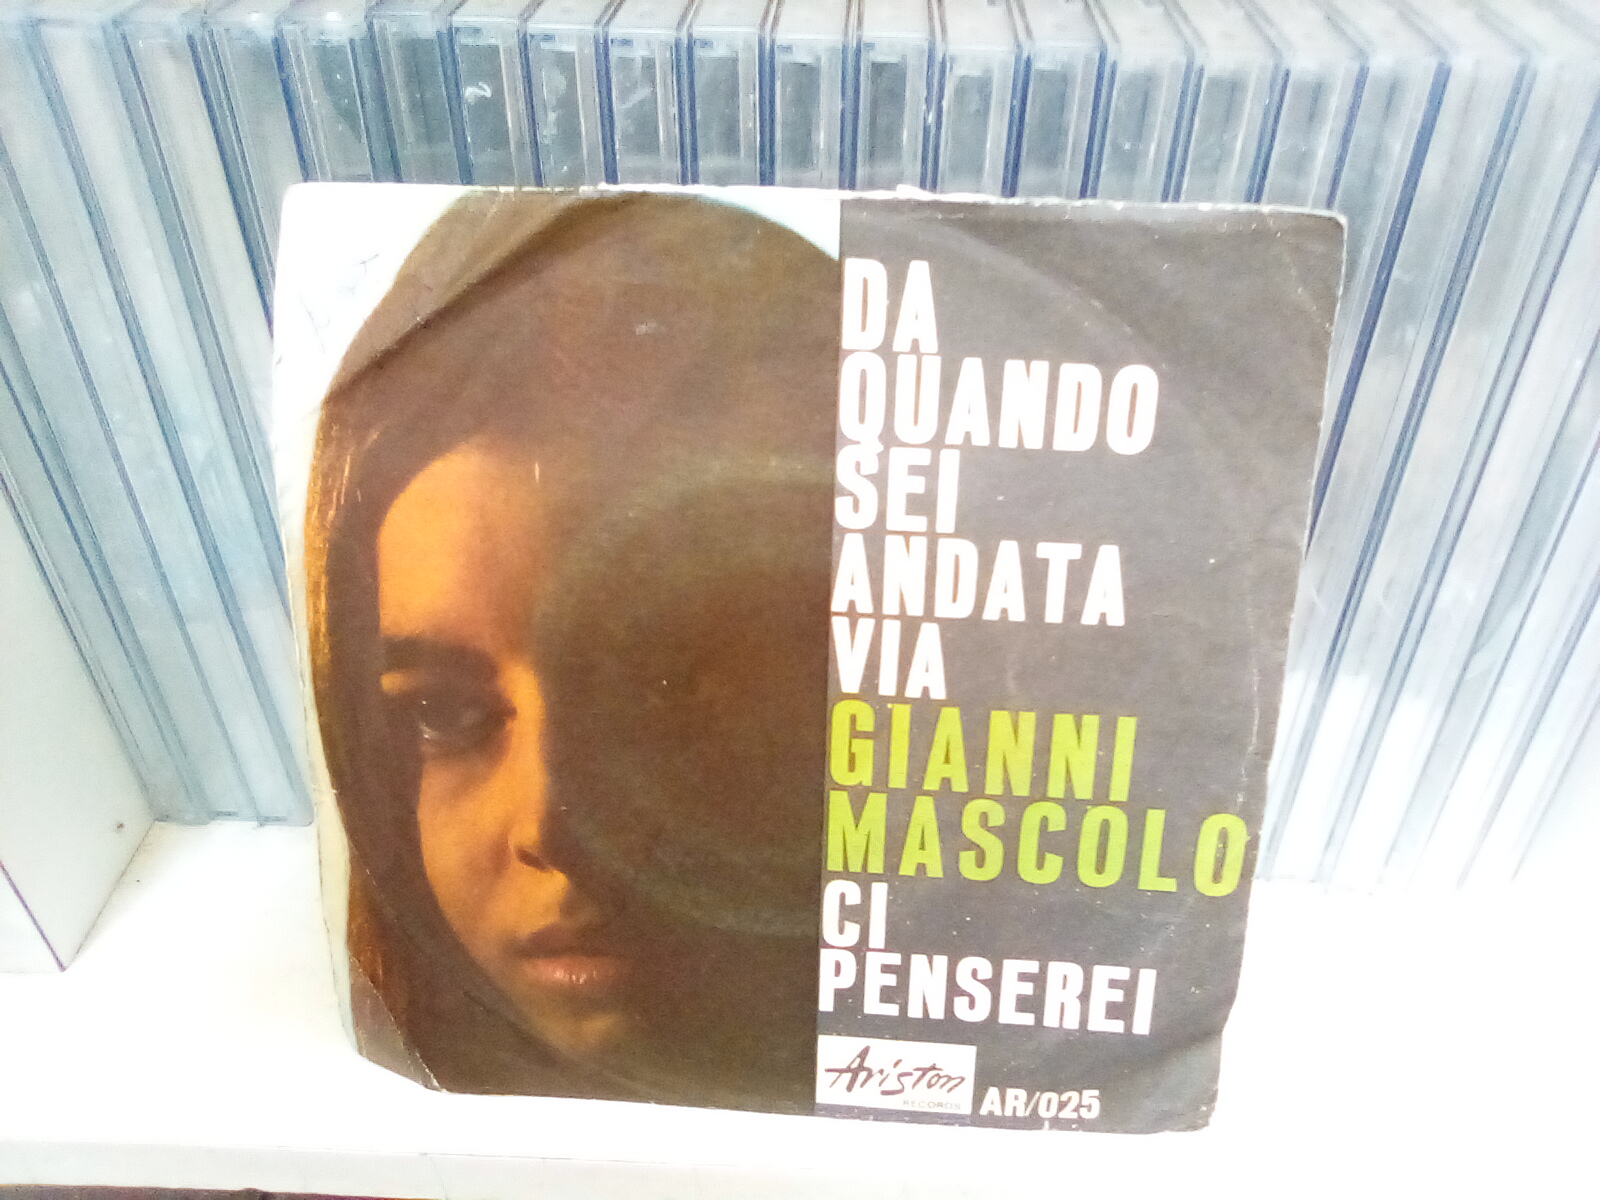 DA
QUANDO
SEI
ANDATA
VIA
GIANNI
MASCOLO
CI
PENSEREI
Ariston
RECORDS
AR/025